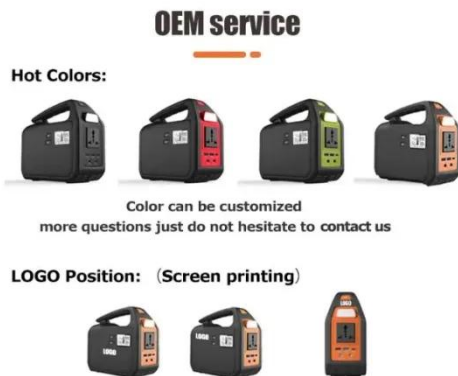 OEM service
Hot Colors:
Color can be customized
more questions just do not hesitate to contact us
LOGO Position: (Screen printing)
LOGO
LOGO
LOGO